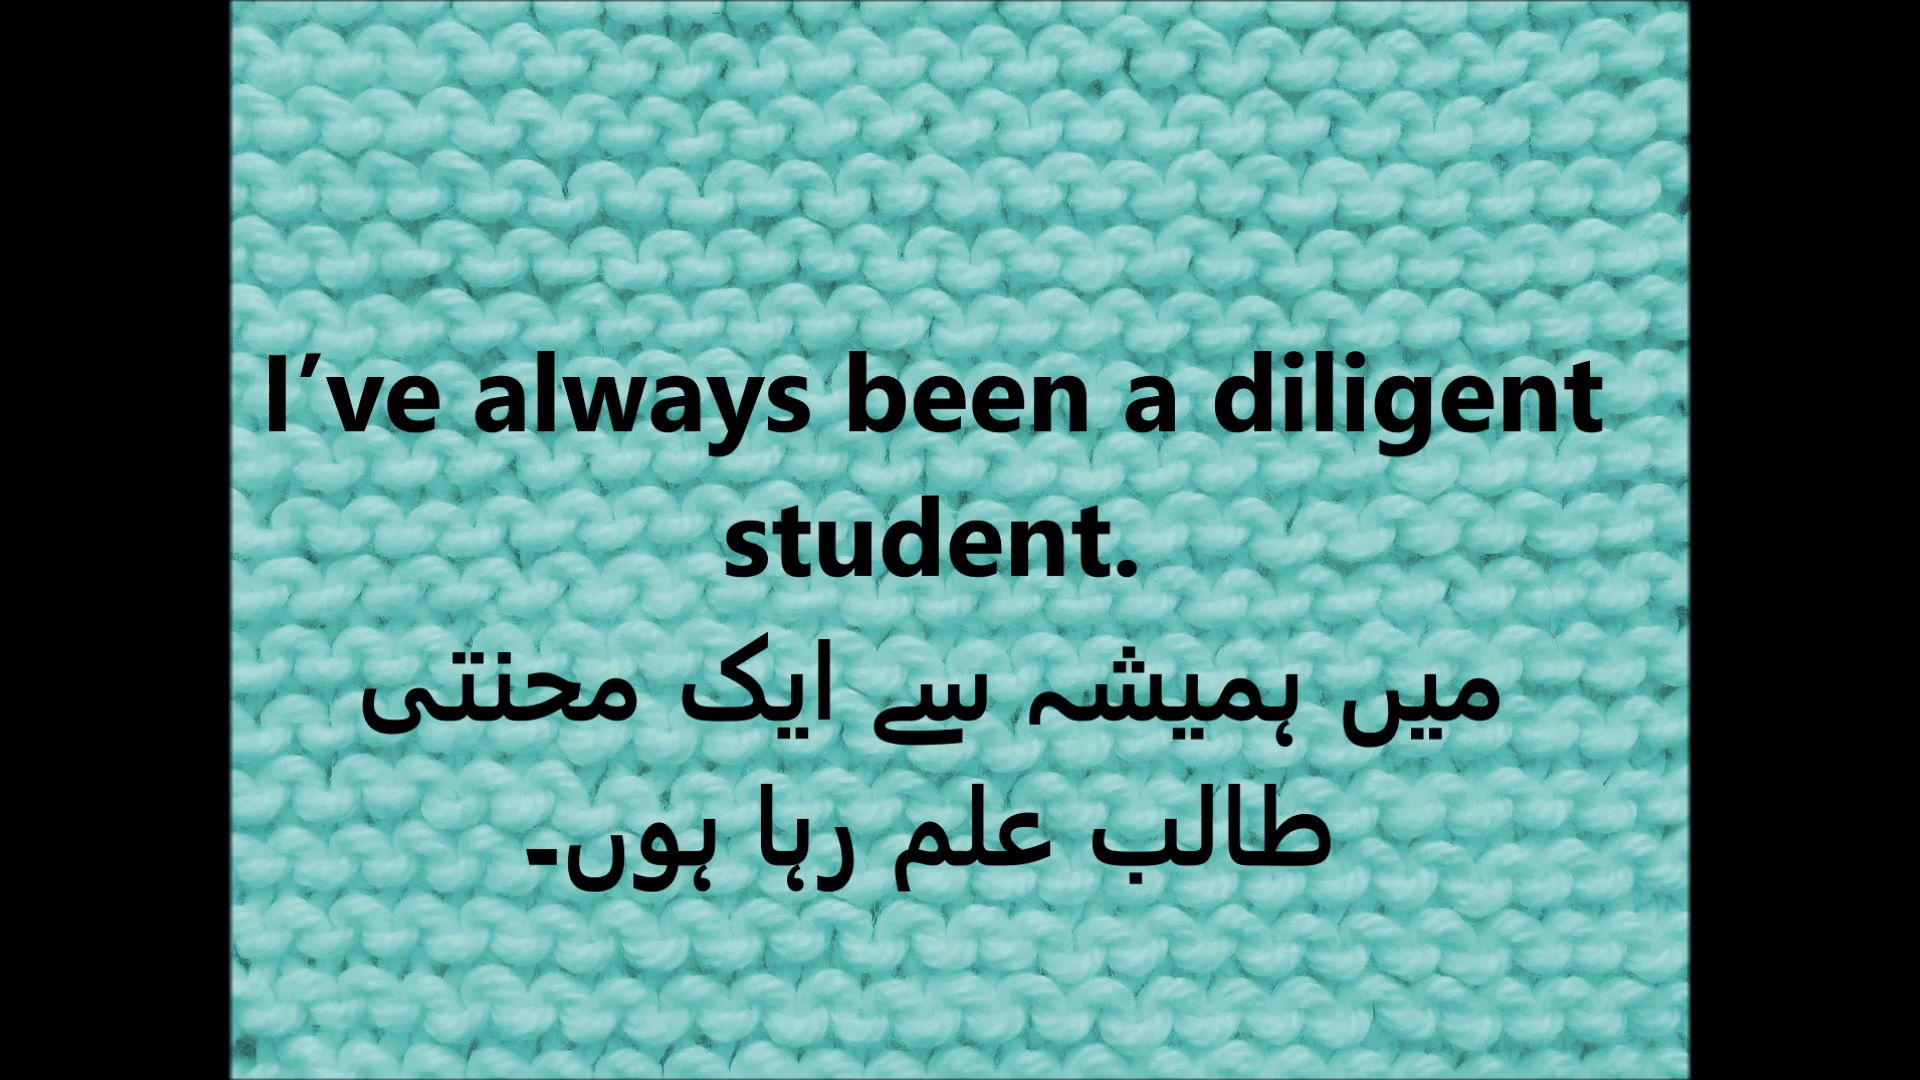 I’ve always been a diligent
student.
میں ہمیشہ سے ایک محنتی
طالب علم رہا ہوں۔